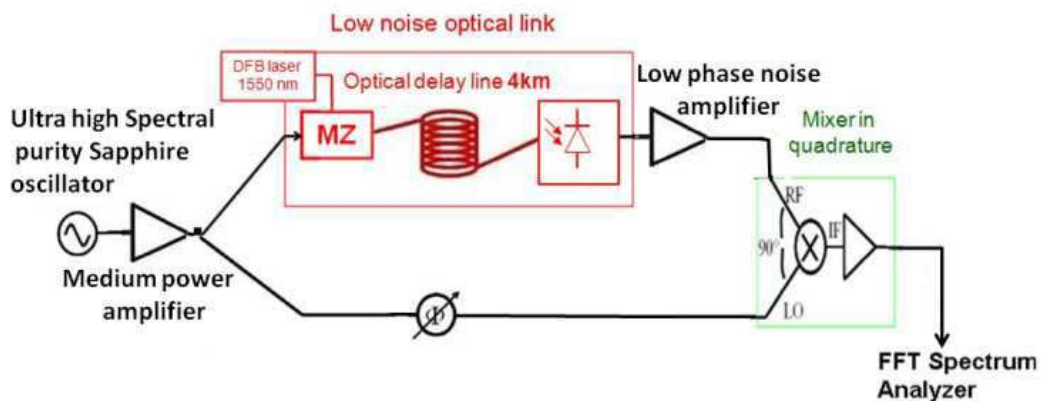 Low noise optical link
DFB laser
1550 nm
Optical delay line 4km
MZ
Low phase noise
amplifier
Mixer in
quadrature
Ultra high Spectral
purity Sapphire
oscillator
Medium power
amplifier
RF
90°
IF
LO
Φ
FFT Spectrum
Analyzer